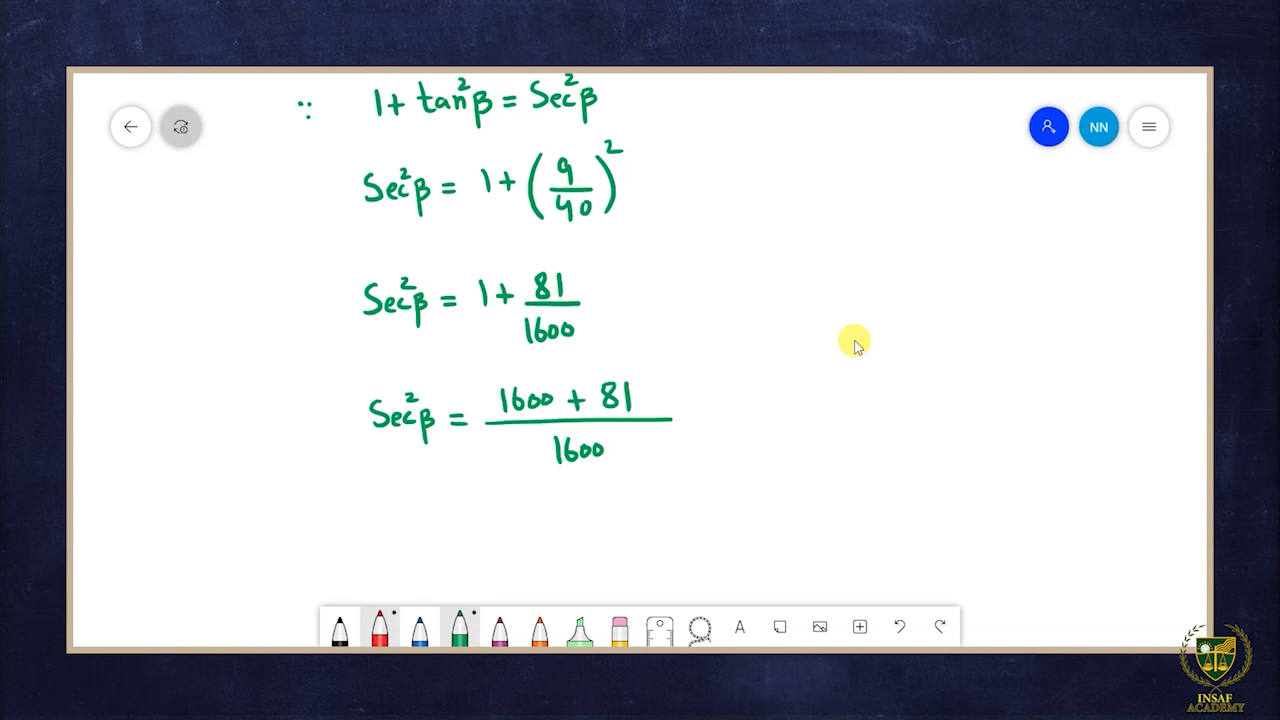 ∵ 1 + tan²β = Sec²β
NN
Sec²β = 1 + (9/40)²
Sec²β = 1 + 81/1600
Sec²β = (1600 + 81)/1600
A
INSAF
ACADEMY